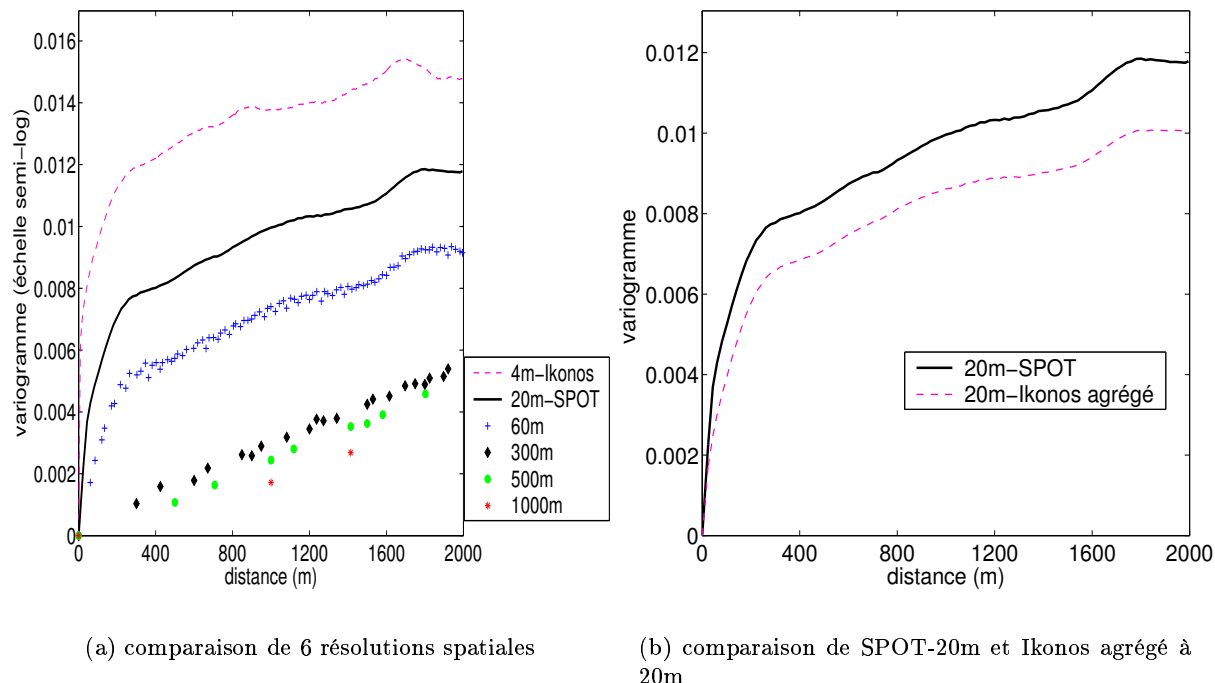 0.016
0.014
0.012
0.01
0.008
0.006
0.004
0.002
0
variogramme (échelle semi−log)
0 400 800 1200 1600 2000
distance (m)
4m−Ikonos
20m−SPOT
60m
300m
500m
1000m
(a) comparaison de 6 résolutions spatiales
0.012
0.01
0.008
0.006
0.004
0.002
0
variogramme
0 400 800 1200 1600 2000
distance (m)
20m−SPOT
20m−Ikonos agrégé
(b) comparaison de SPOT-20m et Ikonos agrégé à
20m